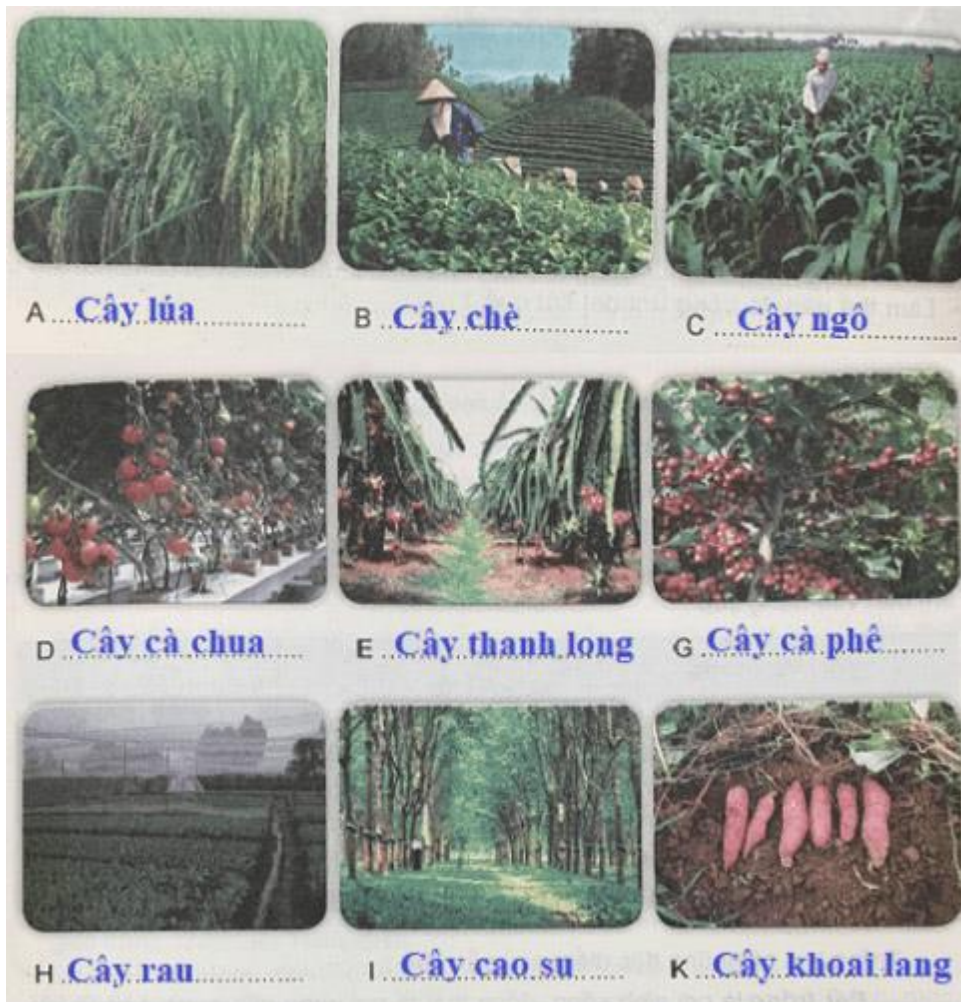 A Cây lúa
B Cây chè
C Cây ngô
D Cây cà chua
E Cây thanh long
G Cây cà phê
H Cây rau
I Cây cao su
K Cây khoai lang